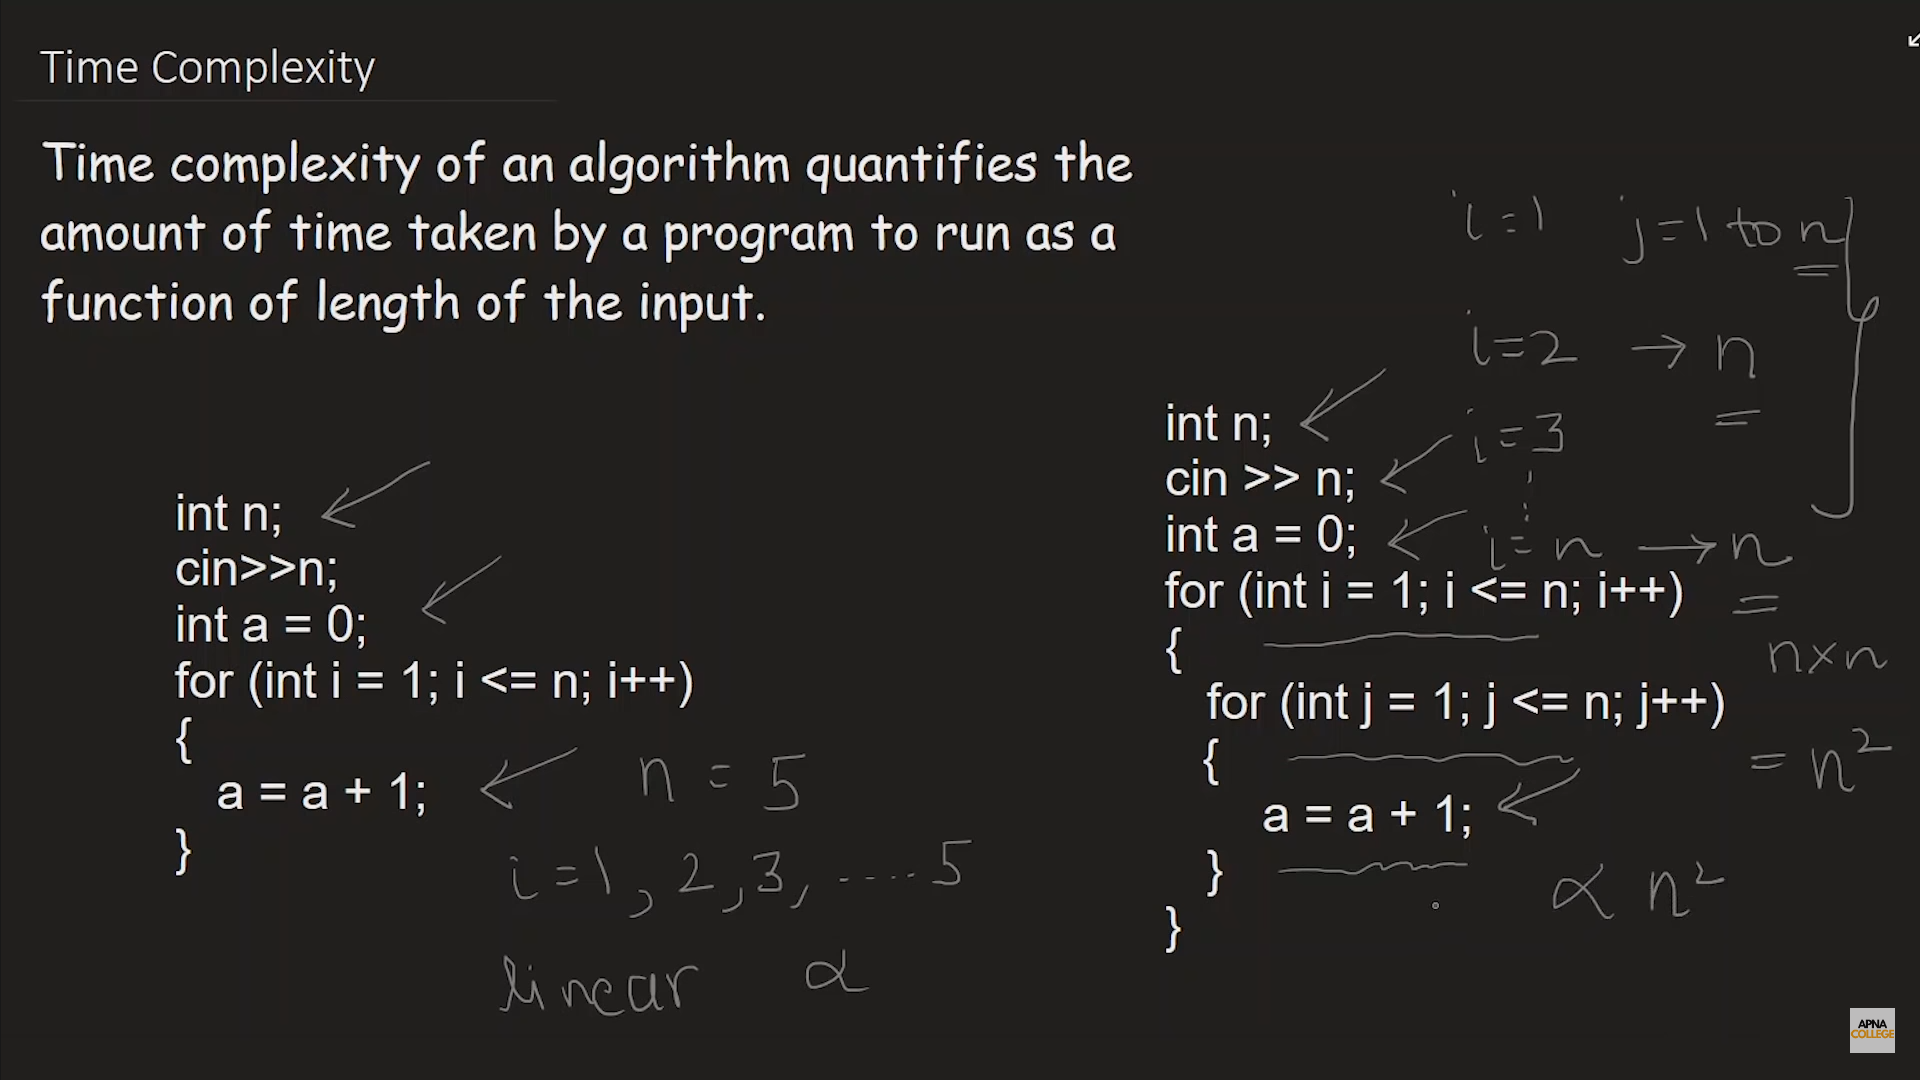 Time Complexity
Time complexity of an algorithm quantifies the
amount of time taken by a program to run as a
function of length of the input.
int n;
cin>>n;
int a = 0;
for (int i = 1; i <= n; i++)
{
a = a + 1;
}
n = 5
i = 1, 2, 3, ..... 5
linear α
i = 1 j = 1 to n
i = 2 → n
i = 3
i = n → n
int n;
cin >> n;
int a = 0;
for (int i = 1; i <= n; i++)
{
for (int j = 1; j <= n; j++)
{
a = a + 1;
}
}
n × n
= n²
∝ n²
APNA
COLLEGE